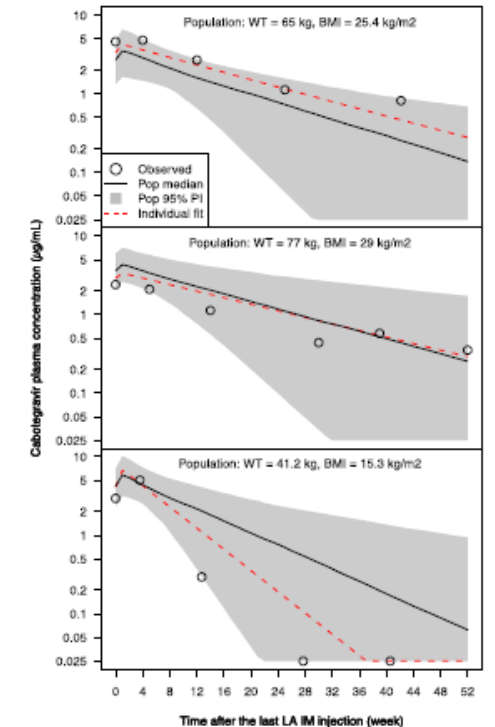 Population: WT = 65 kg, BMI = 25.4 kg/m2
10
5
2
1
0.5
0.2
0.1
0.05
0.025
Observed
Pop median
Pop 95% PI
Individual fit
Population: WT = 77 kg, BMI = 29 kg/m2
10
5
2
1
0.5
0.2
0.1
0.05
0.025
Cabotegravir plasma concentration (µg/mL)
Population: WT = 41.2 kg, BMI = 15.3 kg/m2
10
5
2
1
0.5
0.2
0.1
0.05
0.025
0 4 8 12 16 20 24 28 32 36 40 44 48 52
Time after the last LA IM injection (week)